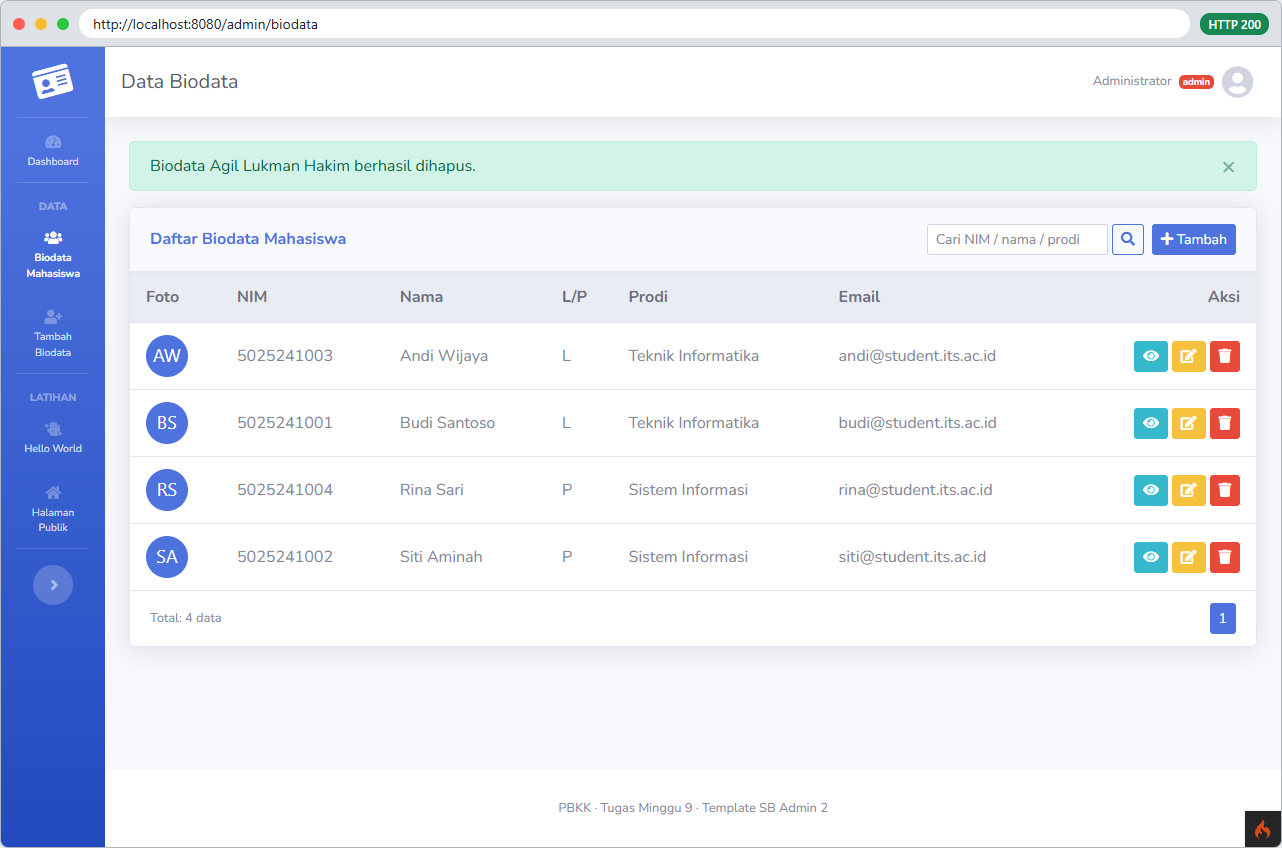 http://localhost:8080/admin/biodata
HTTP 200
Data Biodata
Administrator admin
Dashboard
DATA
Biodata
Mahasiswa
Tambah
Biodata
LATIHAN
Hello World
Halaman
Publik
Biodata Agil Lukman Hakim berhasil dihapus.
×
Daftar Biodata Mahasiswa
Cari NIM / nama / prodi
Tambah
Foto NIM Nama L/P Prodi Email Aksi
AW 5025241003 Andi Wijaya L Teknik Informatika andi@student.its.ac.id
BS 5025241001 Budi Santoso L Teknik Informatika budi@student.its.ac.id
RS 5025241004 Rina Sari P Sistem Informasi rina@student.its.ac.id
SA 5025241002 Siti Aminah P Sistem Informasi siti@student.its.ac.id
Total: 4 data
1
PBKK · Tugas Minggu 9 · Template SB Admin 2